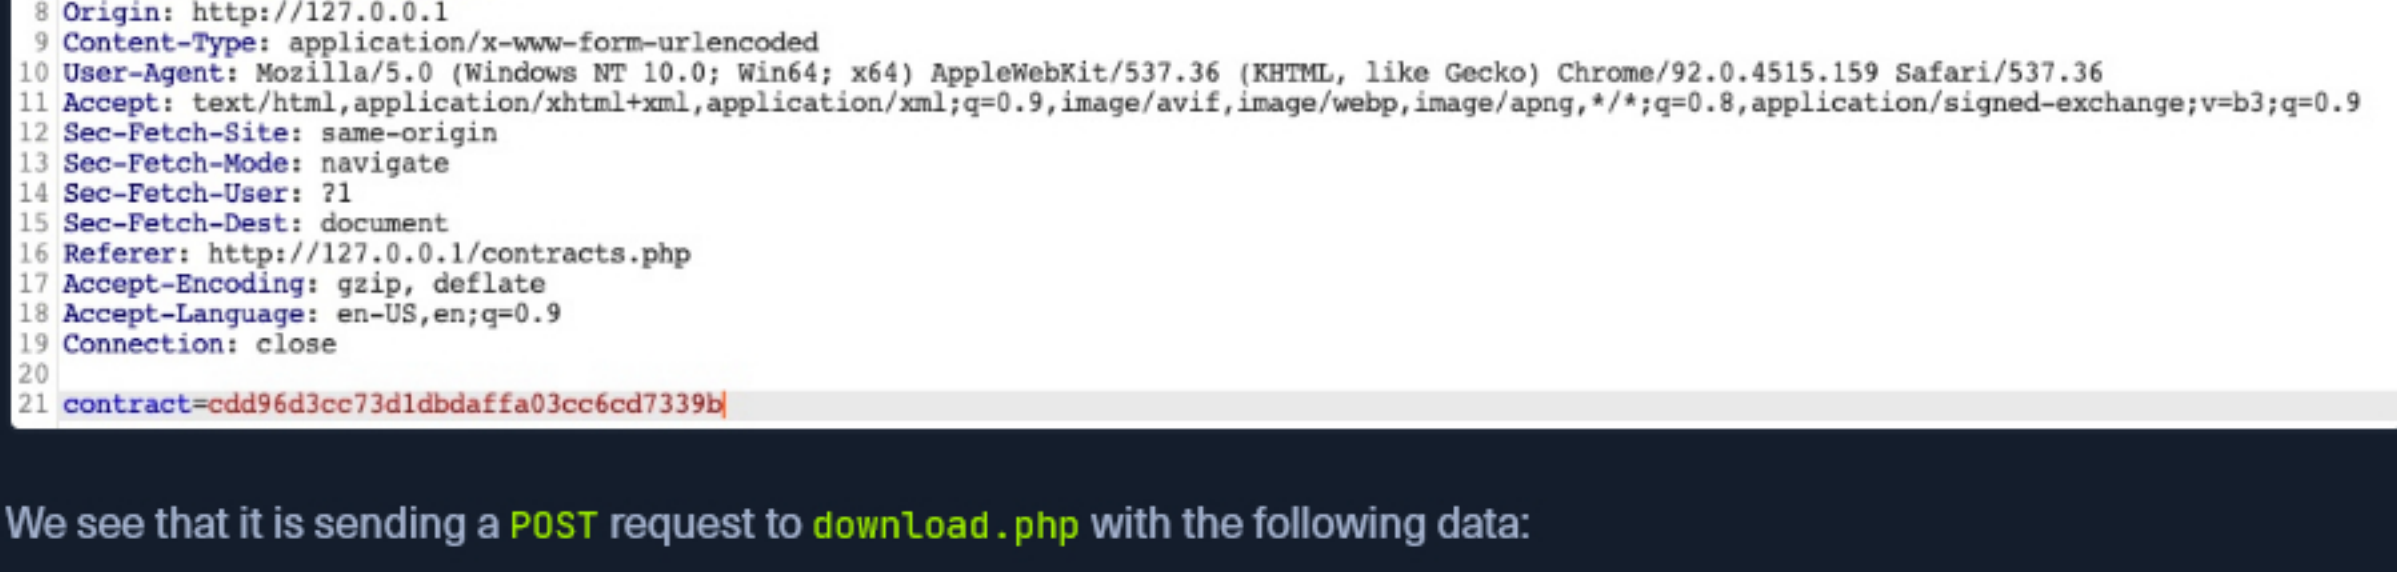 8 Origin: http://127.0.0.1
9 Content-Type: application/x-www-form-urlencoded
10 User-Agent: Mozilla/5.0 (Windows NT 10.0; Win64; x64) AppleWebKit/537.36 (KHTML, like Gecko) Chrome/92.0.4515.159 Safari/537.36
11 Accept: text/html,application/xhtml+xml,application/xml;q=0.9,image/avif,image/webp,image/apng,*/*;q=0.8,application/signed-exchange;v=b3;q=0.9
12 Sec-Fetch-Site: same-origin
13 Sec-Fetch-Mode: navigate
14 Sec-Fetch-User: ?1
15 Sec-Fetch-Dest: document
16 Referer: http://127.0.0.1/contracts.php
17 Accept-Encoding: gzip, deflate
18 Accept-Language: en-US,en;q=0.9
19 Connection: close
20
21 contract=cdd96d3cc73d1dbdaffa03cc6cd7339b
We see that it is sending a POST request to download.php with the following data: